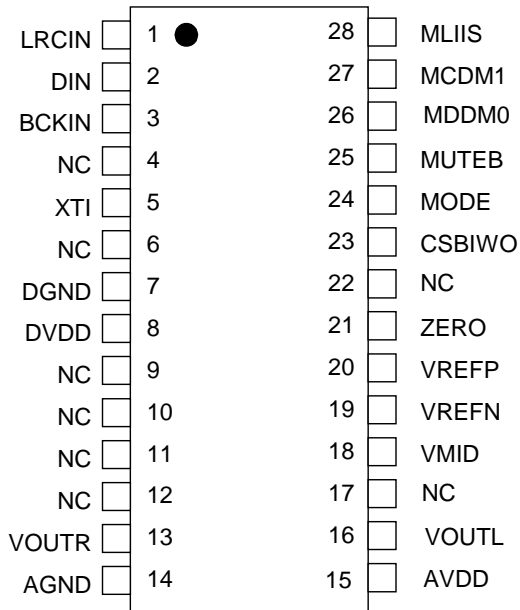 LRCIN 1 28 MLIIS
DIN 2 27 MCDM1
BCKIN 3 26 MDDM0
NC 4 25 MUTEB
XTI 5 24 MODE
NC 6 23 CSBIWO
DGND 7 22 NC
DVDD 8 21 ZERO
NC 9 20 VREFP
NC 10 19 VREFN
NC 11 18 VMID
NC 12 17 NC
VOUTR 13 16 VOUTL
AGND 14 15 AVDD